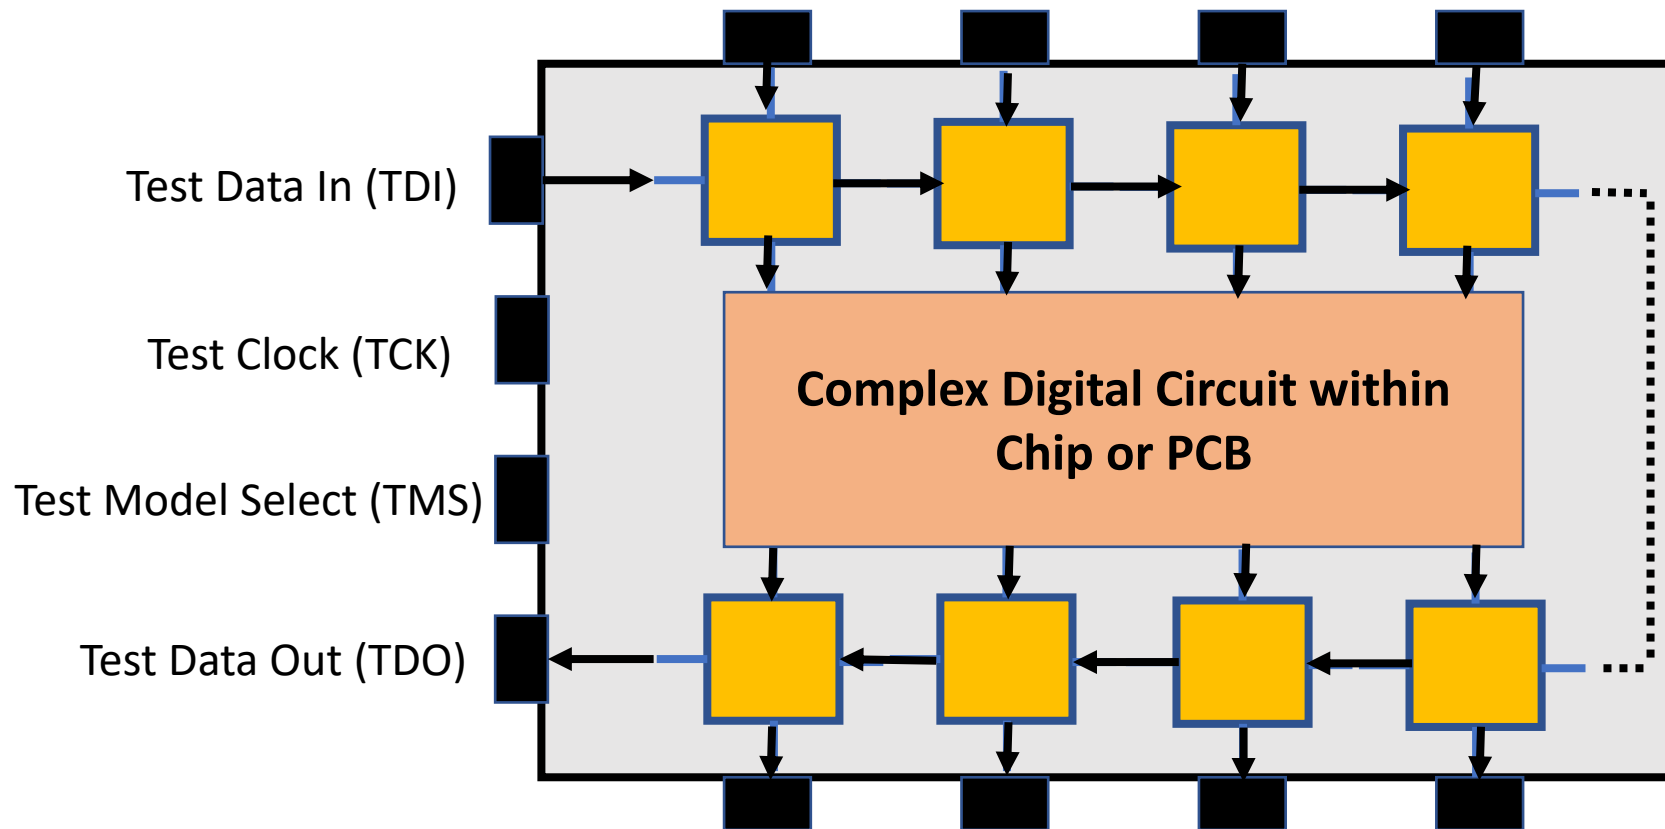 Test Data In (TDI)
Test Clock (TCK)
Complex Digital Circuit within
Chip or PCB
Test Model Select (TMS)
Test Data Out (TDO)